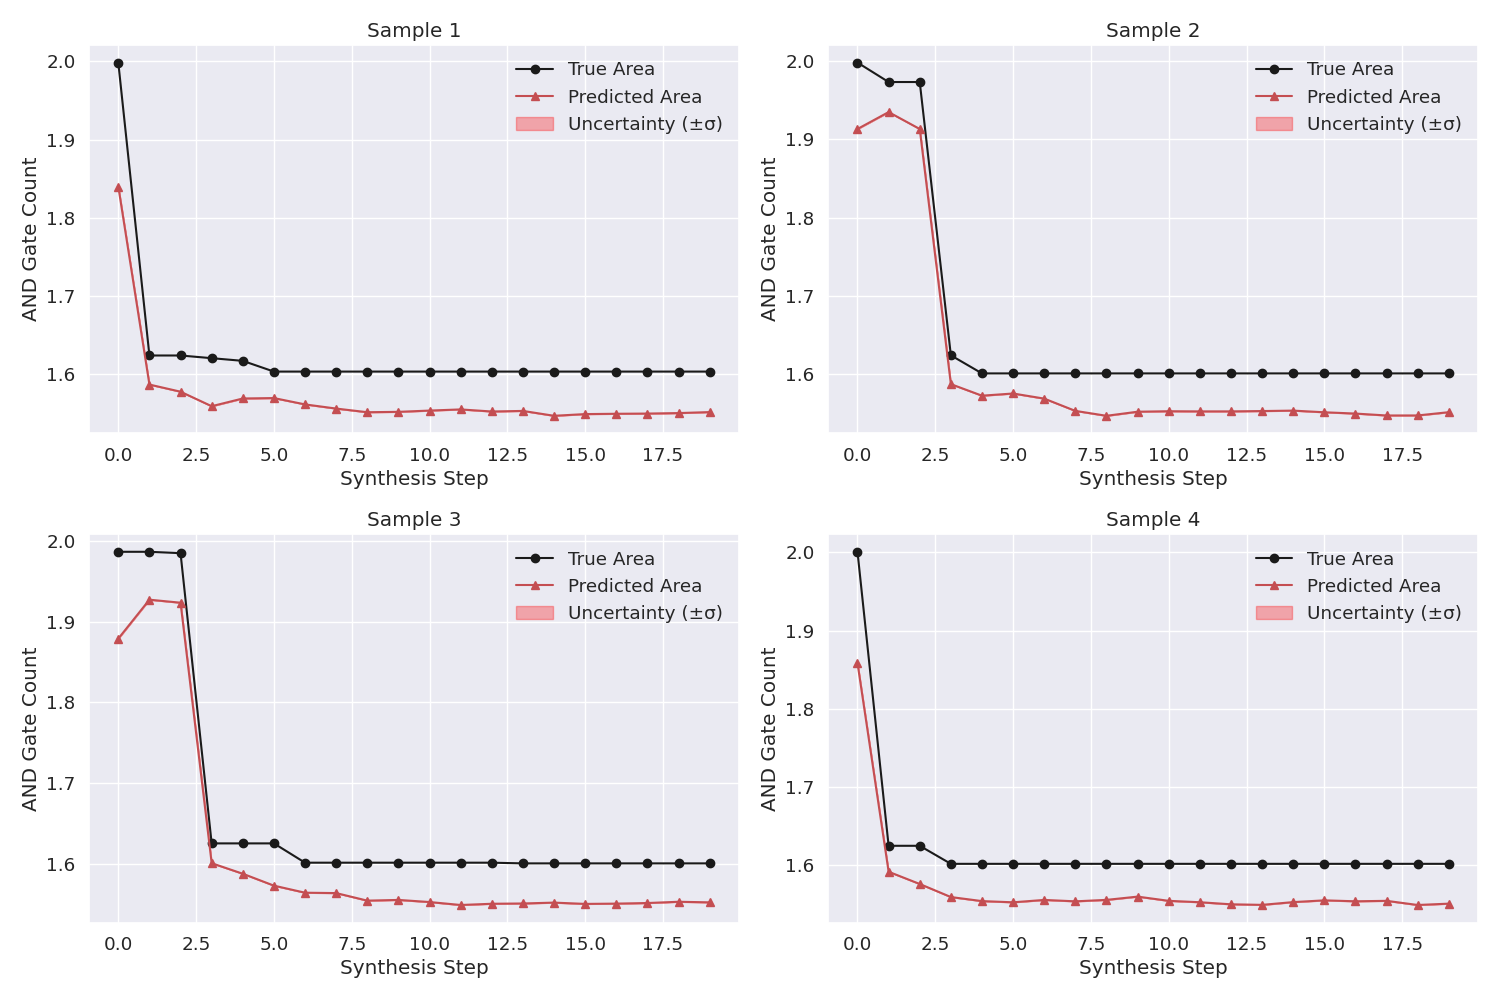 Sample 1
AND Gate Count
2.0
1.9
1.8
1.7
1.6
True Area
Predicted Area
Uncertainty (±σ)
0.0 2.5 5.0 7.5 10.0 12.5 15.0 17.5
Synthesis Step
Sample 2
AND Gate Count
2.0
1.9
1.8
1.7
1.6
True Area
Predicted Area
Uncertainty (±σ)
0.0 2.5 5.0 7.5 10.0 12.5 15.0 17.5
Synthesis Step
Sample 3
AND Gate Count
2.0
1.9
1.8
1.7
1.6
True Area
Predicted Area
Uncertainty (±σ)
0.0 2.5 5.0 7.5 10.0 12.5 15.0 17.5
Synthesis Step
Sample 4
AND Gate Count
2.0
1.9
1.8
1.7
1.6
True Area
Predicted Area
Uncertainty (±σ)
0.0 2.5 5.0 7.5 10.0 12.5 15.0 17.5
Synthesis Step